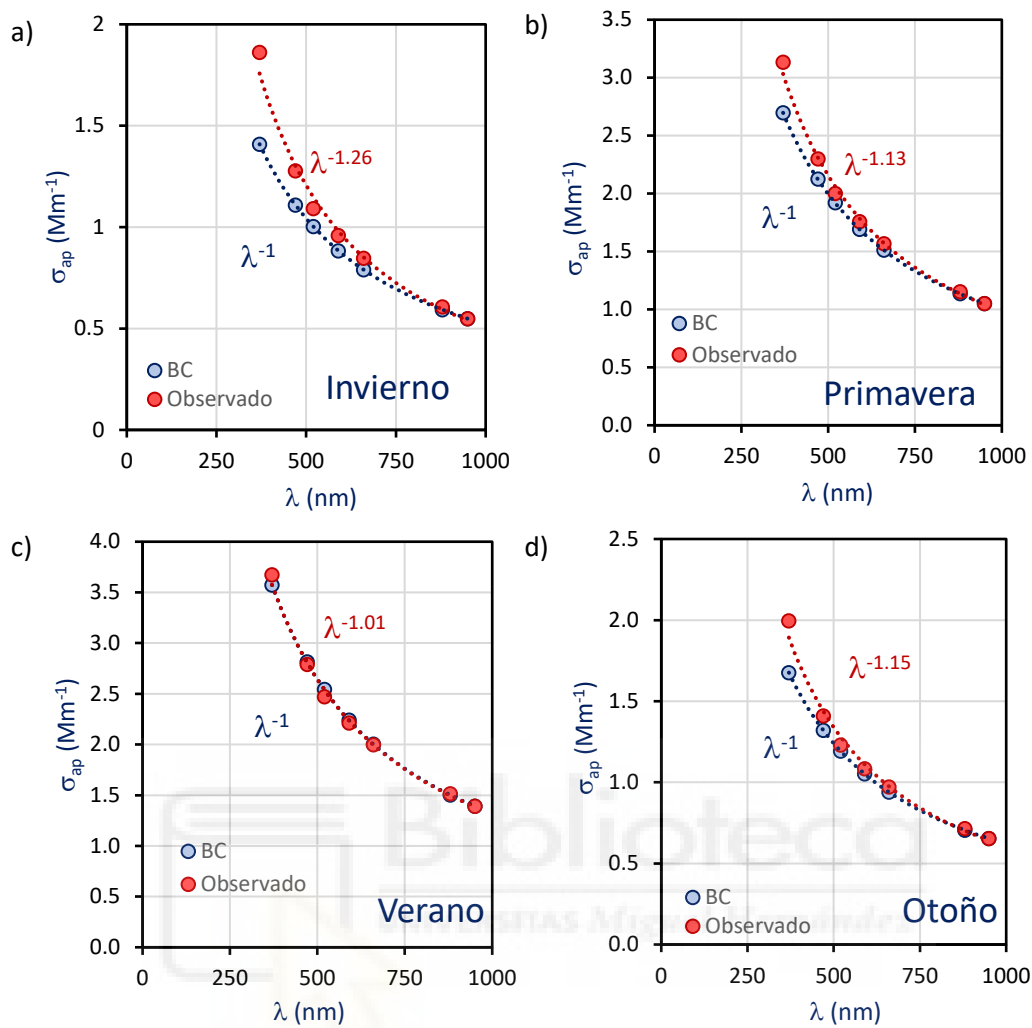 a)
2
1.5
1
0.5
0
σap (Mm-1)
λ-1.26
λ-1
BC
Observado
Invierno
0 250 500 750 1000
λ (nm)
b)
3.5
3.0
2.5
2.0
1.5
1.0
0.5
0.0
σap (Mm-1)
λ-1.13
λ-1
BC
Observado
Primavera
0 250 500 750 1000
λ (nm)
c)
4.0
3.5
3.0
2.5
2.0
1.5
1.0
0.5
0.0
σap (Mm-1)
λ-1.01
λ-1
BC
Observado
Verano
0 250 500 750 1000
λ (nm)
d)
2.5
2.0
1.5
1.0
0.5
0.0
σap (Mm-1)
λ-1.15
λ-1
BC
Observado
Otoño
0 250 500 750 1000
λ (nm)
Biblioteca
UNIVERSITAS Miguel Hernández